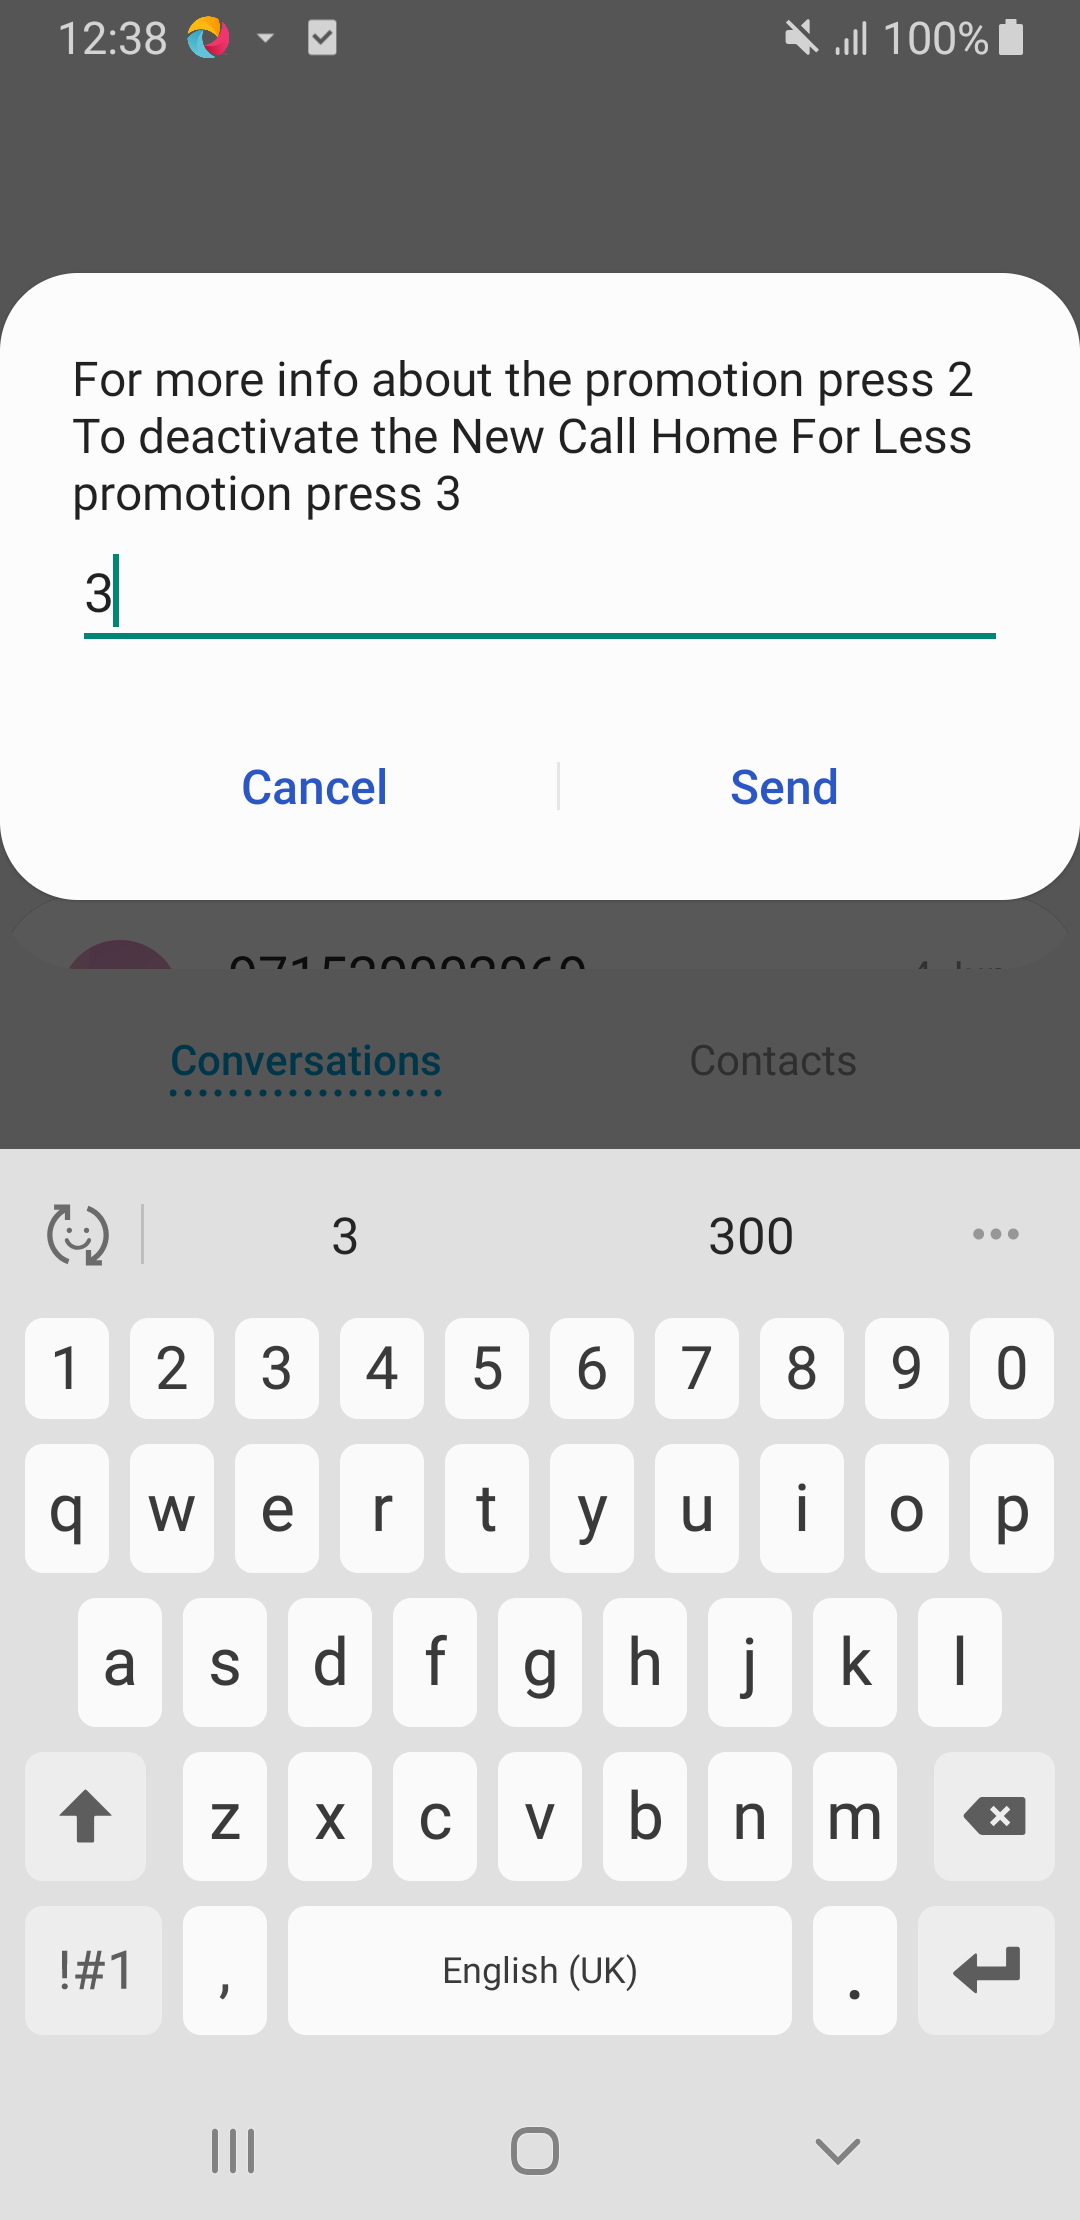 12:38
100%
For more info about the promotion press 2
To deactivate the New Call Home For Less
promotion press 3
3
Cancel
Send
Conversations
Contacts
3
300
1 2 3 4 5 6 7 8 9 0
q w e r t y u i o p
a s d f g h j k l
z x c v b n m
!#1 , English (UK) .